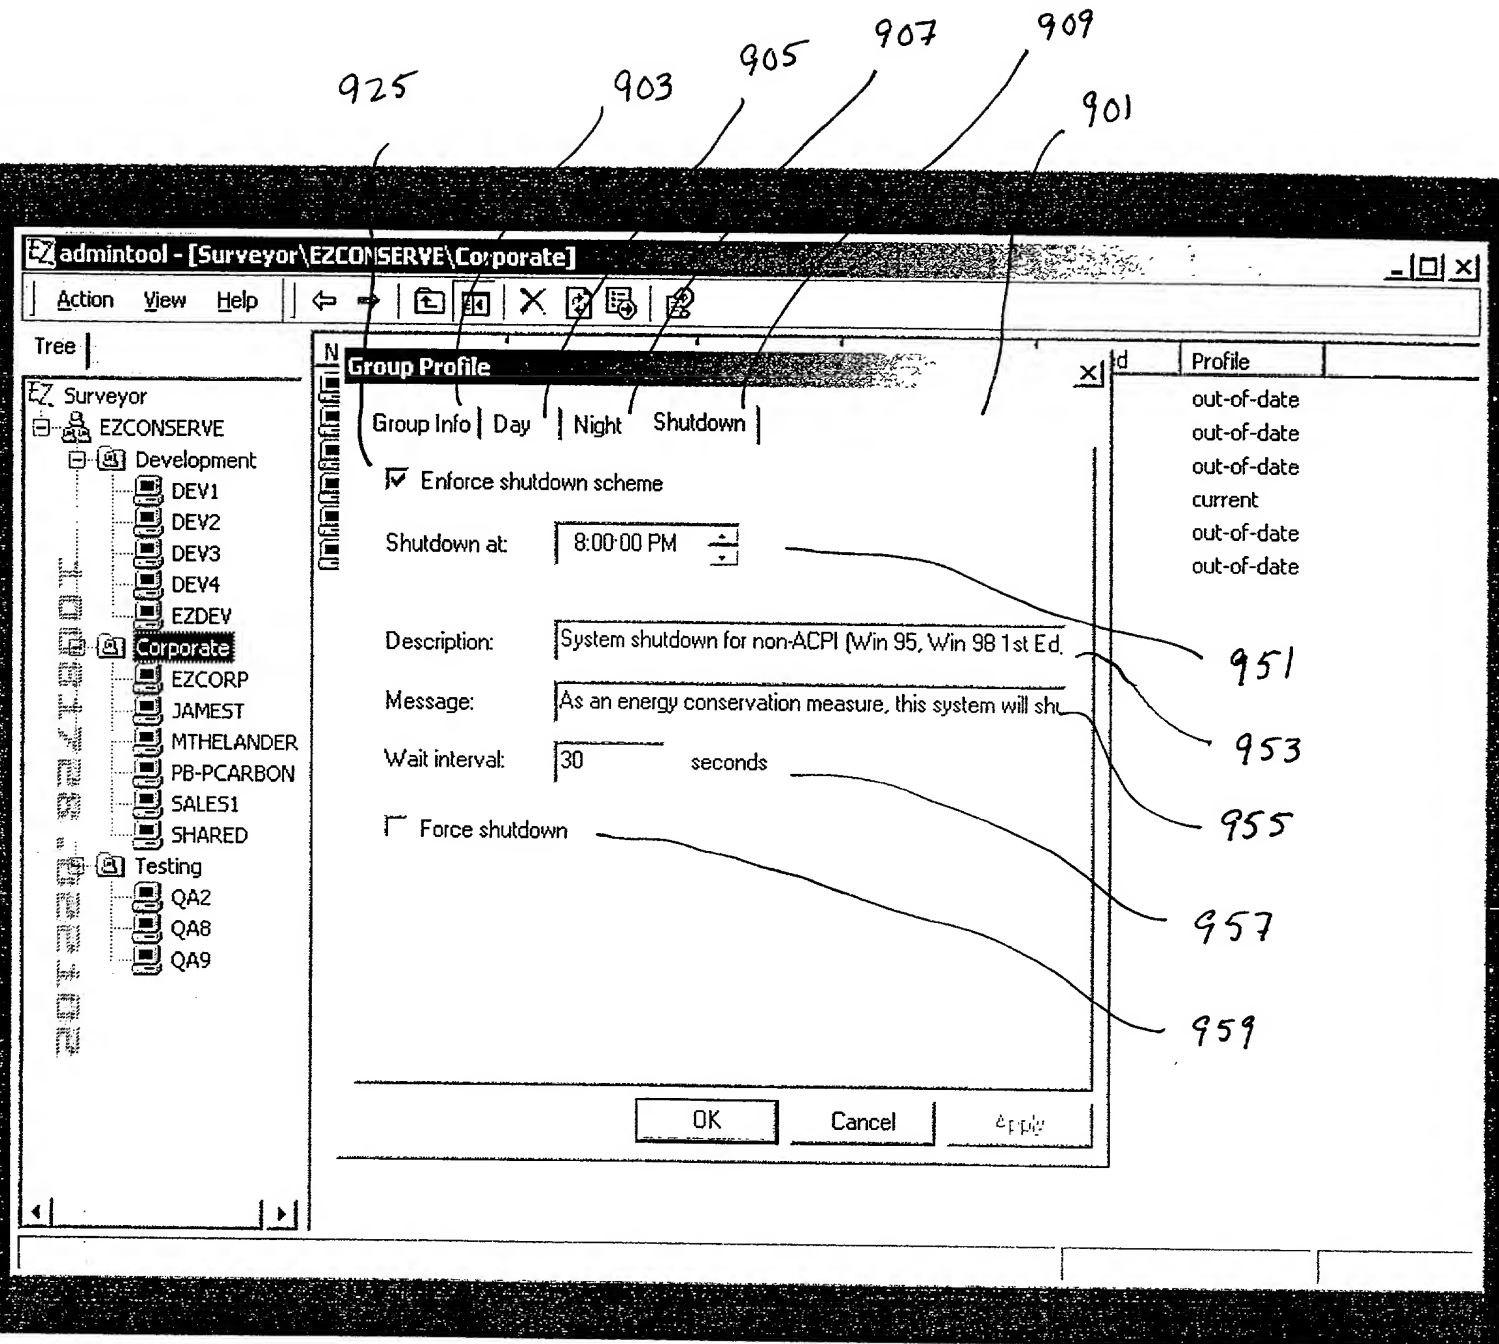 925 903 905 907 909 901
EZ admintool - [Surveyor\EZCONSERVE\Corporate]
Action View Help
Tree
N d Profile
Group Profile
EZ Surveyor
EZCONSERVE
Development
DEV1
DEV2
DEV3
DEV4
EZDEV
Corporate
EZCORP
JAMEST
MTHELANDER
PB-PCARBON
SALES1
SHARED
Testing
QA2
QA8
QA9
Group Info Day Night Shutdown
Enforce shutdown scheme
Shutdown at: 8:00:00 PM
Description: System shutdown for non-ACPI (Win 95, Win 98 1st Ed.
Message: As an energy conservation measure, this system will shu
Wait interval: 30 seconds
Force shutdown
OK Cancel Apply
out-of-date
out-of-date
out-of-date
current
out-of-date
out-of-date
951
953
955
957
959